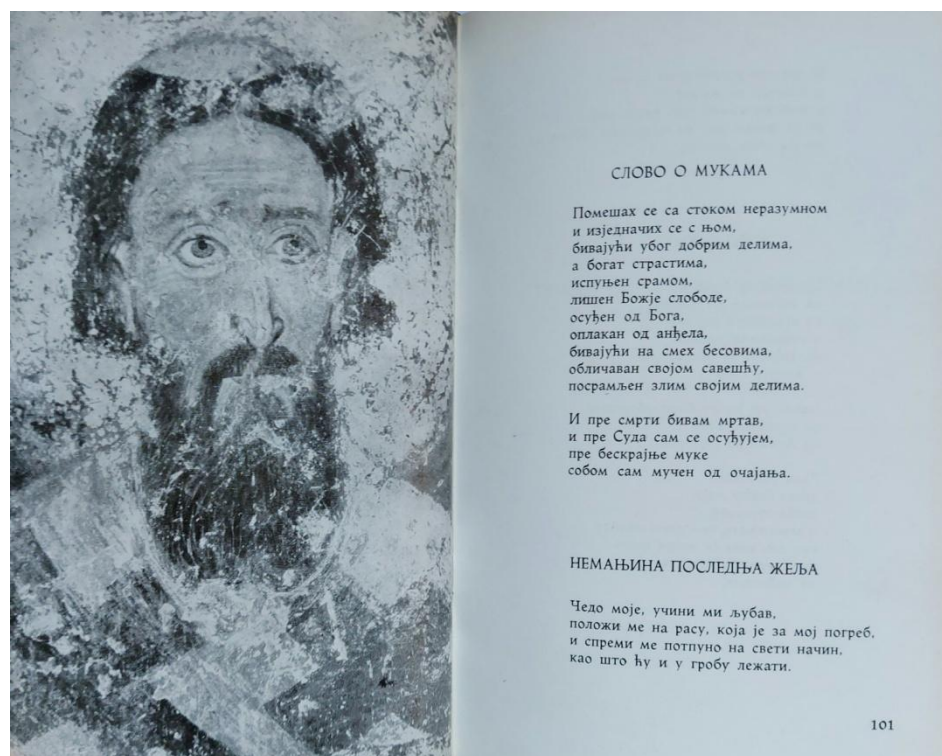 СЛОВО О МУКАМА
Помешах се са стоком неразумном
и изједначих се с њом,
бивајући убог добрим делима,
а богат страстима,
испуњен срамом,
лишен Божје слободе,
осуђен од Бога,
оплакан од анђела,
бивајући на смех бесовима,
обличаван својом савешћу,
посрамљен злим својим делима.
И пре смрти бивам мртав,
и пре Суда сам се осуђујем,
пре бескрајње муке
собом сам мучен од очајања.
НЕМАЊИНА ПОСЛЕДЊА ЖЕЉА
Чедо моје, учини ми љубав,
положи ме на расу, која је за мој погреб,
и спреми ме потпуно на свети начин,
као што ћу и у гробу лежати.
101